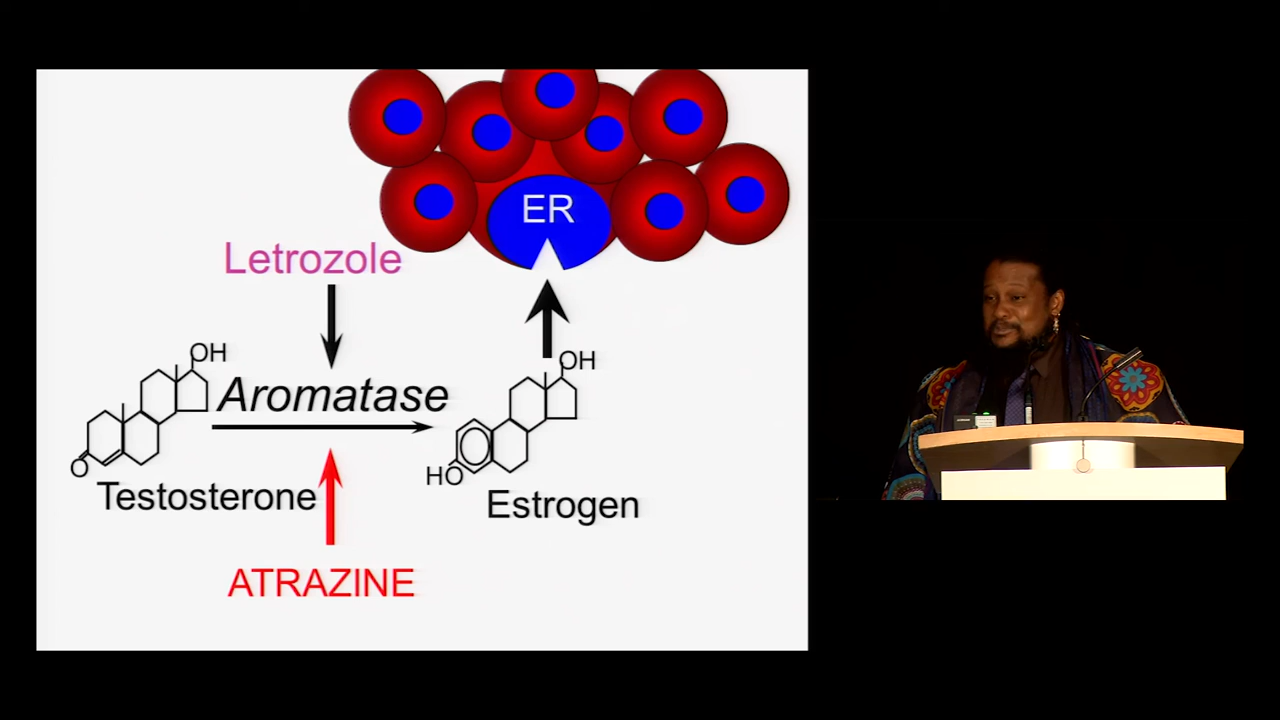 ER
Letrozole
OH
Aromatase
OH
O
HO
Testosterone
Estrogen
ATRAZINE